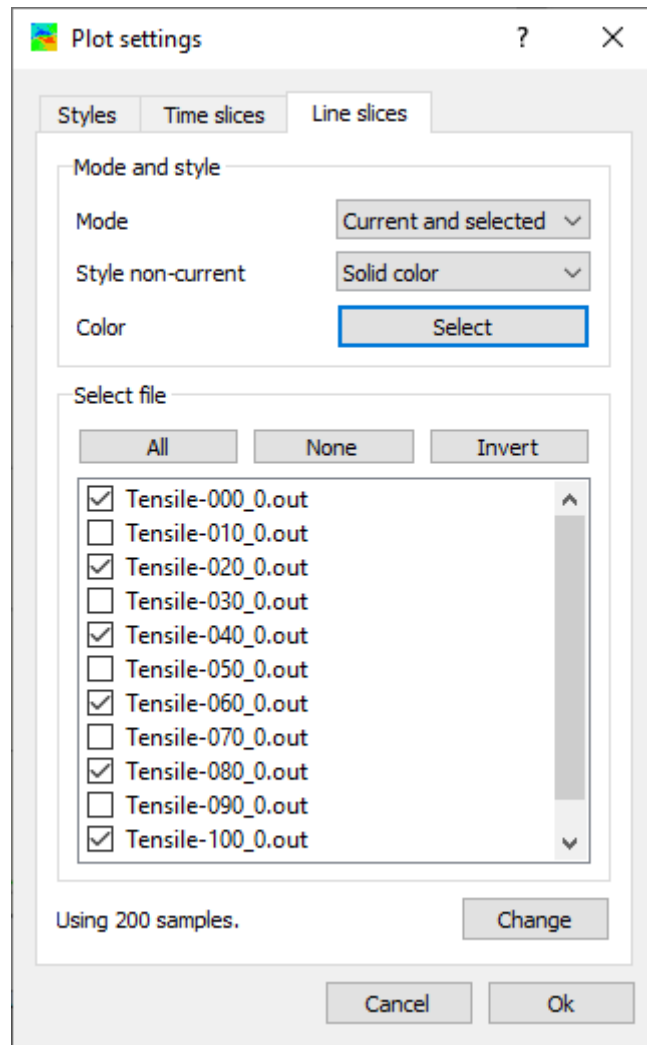 Plot settings ?
Styles Time slices Line slices
Mode and style
Mode Current and selected
Style non-current Solid color
Color Select
Select file
All None Invert
Tensile-000_0.out
Tensile-010_0.out
Tensile-020_0.out
Tensile-030_0.out
Tensile-040_0.out
Tensile-050_0.out
Tensile-060_0.out
Tensile-070_0.out
Tensile-080_0.out
Tensile-090_0.out
Tensile-100_0.out
Using 200 samples. Change
Cancel Ok